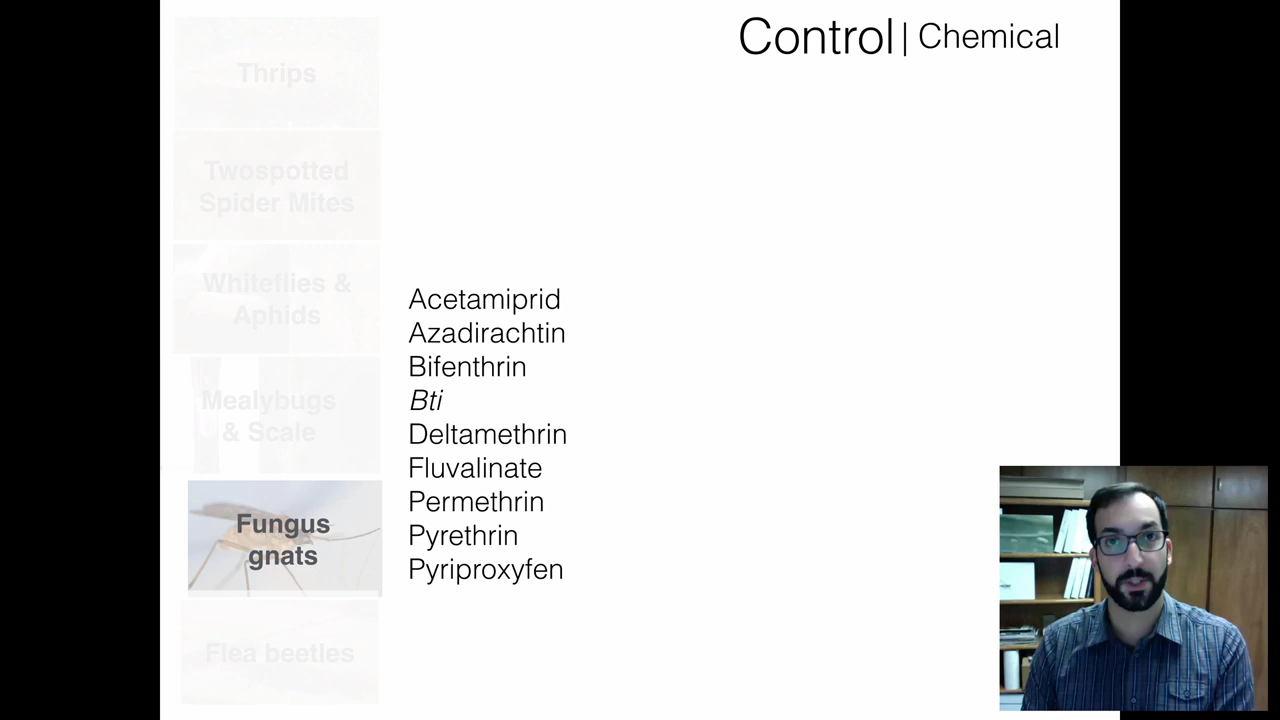 Control | Chemical
Thrips
Twospotted
Spider Mites
Whiteflies &
Aphids
Mealybugs
& Scale
Fungus
gnats
Flea beetles
Acetamiprid
Azadirachtin
Bifenthrin
Bti
Deltamethrin
Fluvalinate
Permethrin
Pyrethrin
Pyriproxyfen